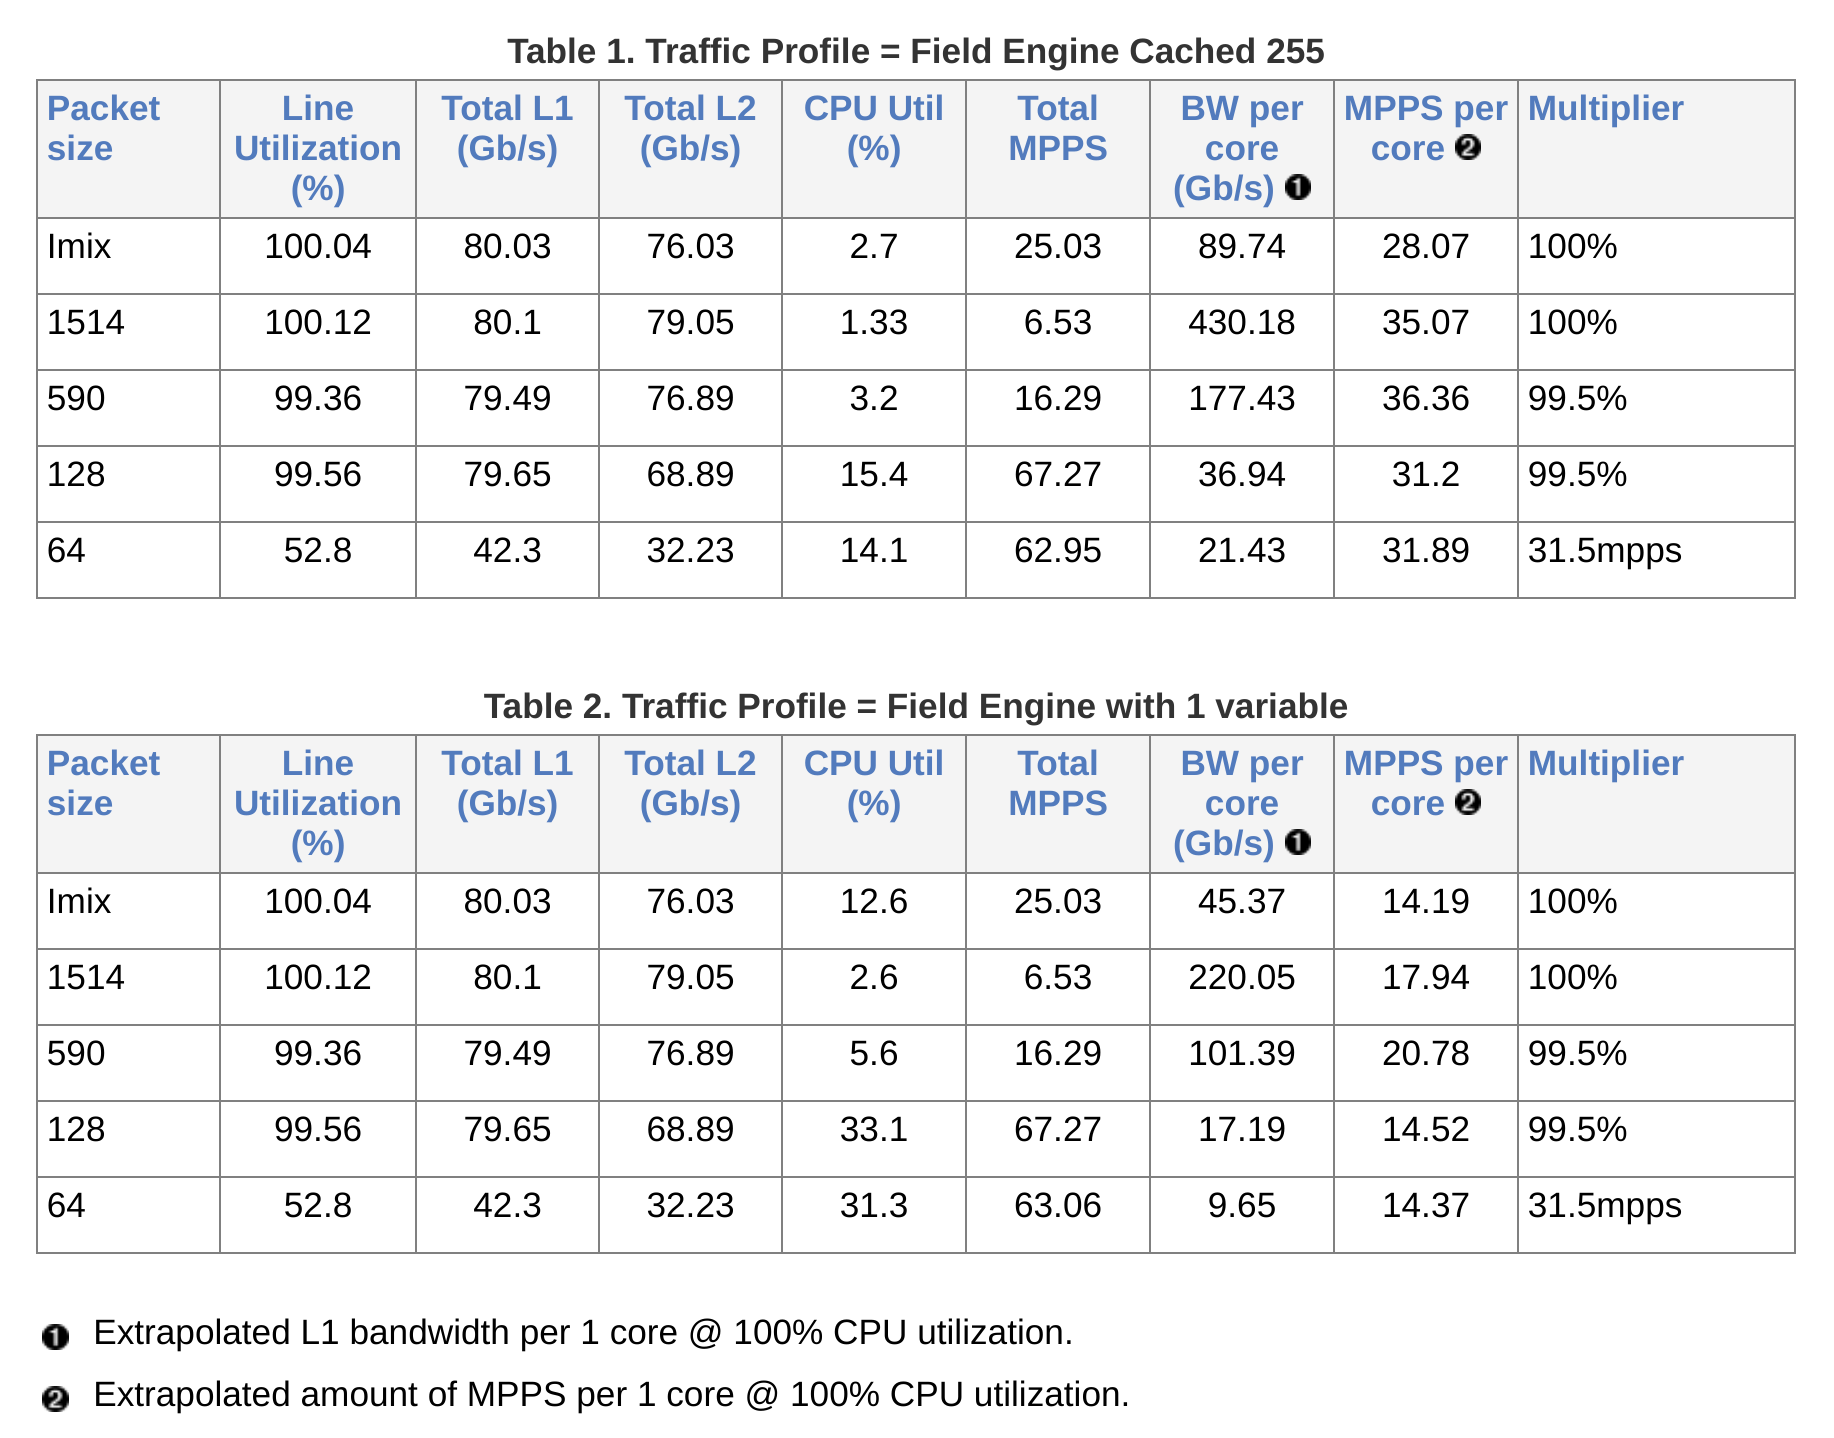 Table 1. Traffic Profile = Field Engine Cached 255
Packet size | Line Utilization (%) | Total L1 (Gb/s) | Total L2 (Gb/s) | CPU Util (%) | Total MPPS | BW per core (Gb/s) ❶ | MPPS per core ❷ | Multiplier
Imix | 100.04 | 80.03 | 76.03 | 2.7 | 25.03 | 89.74 | 28.07 | 100%
1514 | 100.12 | 80.1 | 79.05 | 1.33 | 6.53 | 430.18 | 35.07 | 100%
590 | 99.36 | 79.49 | 76.89 | 3.2 | 16.29 | 177.43 | 36.36 | 99.5%
128 | 99.56 | 79.65 | 68.89 | 15.4 | 67.27 | 36.94 | 31.2 | 99.5%
64 | 52.8 | 42.3 | 32.23 | 14.1 | 62.95 | 21.43 | 31.89 | 31.5mpps
Table 2. Traffic Profile = Field Engine with 1 variable
Packet size | Line Utilization (%) | Total L1 (Gb/s) | Total L2 (Gb/s) | CPU Util (%) | Total MPPS | BW per core (Gb/s) ❶ | MPPS per core ❷ | Multiplier
Imix | 100.04 | 80.03 | 76.03 | 12.6 | 25.03 | 45.37 | 14.19 | 100%
1514 | 100.12 | 80.1 | 79.05 | 2.6 | 6.53 | 220.05 | 17.94 | 100%
590 | 99.36 | 79.49 | 76.89 | 5.6 | 16.29 | 101.39 | 20.78 | 99.5%
128 | 99.56 | 79.65 | 68.89 | 33.1 | 67.27 | 17.19 | 14.52 | 99.5%
64 | 52.8 | 42.3 | 32.23 | 31.3 | 63.06 | 9.65 | 14.37 | 31.5mpps
❶ Extrapolated L1 bandwidth per 1 core @ 100% CPU utilization.
❷ Extrapolated amount of MPPS per 1 core @ 100% CPU utilization.